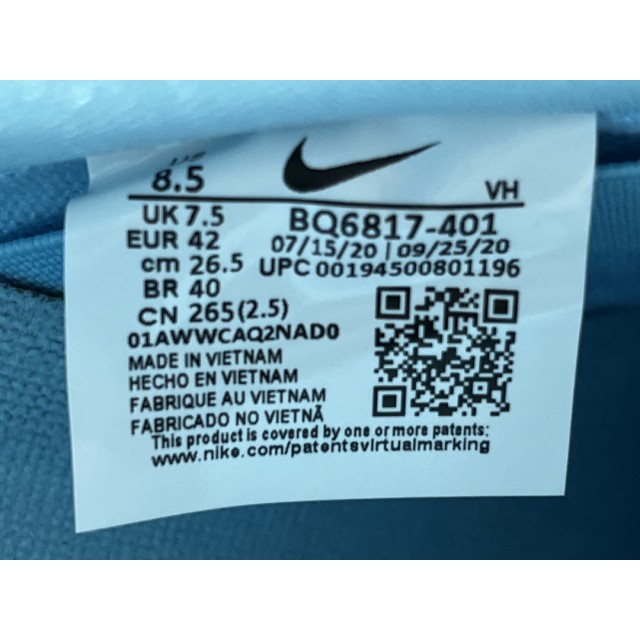 8.5
VH
UK 7.5
BQ6817-401
EUR 42
07/15/20 | 09/25/20
cm 26.5
UPC 00194500801196
BR 40
CN 265(2.5)
01AWWCAQ2NAD0
MADE IN VIETNAM
HECHO EN VIETNAM
FABRIQUE AU VIETNAM
FABRICADO NO VIETNÃ
This product is covered by one or more patents:
www.nike.com/patentsvirtualmarking